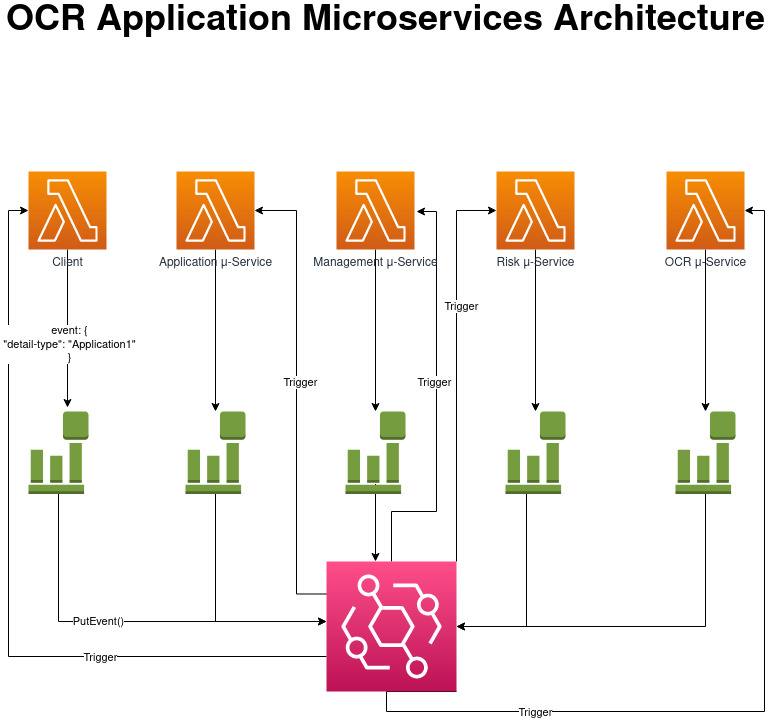 OCR Application Microservices Architecture
Client
Application μ-Service
Management μ-Service
Risk μ-Service
OCR μ-Service
Trigger
event: {
"detail-type": "Application1"
}
Trigger
Trigger
PutEvent()
Trigger
Trigger